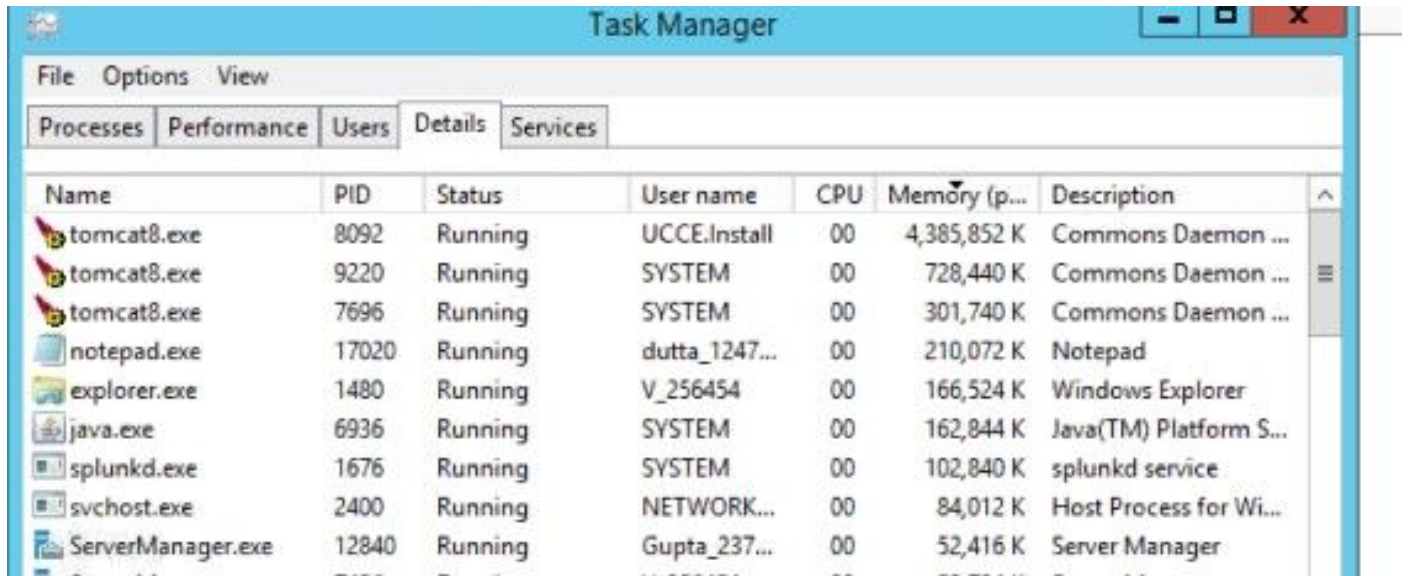 Task Manager
File Options View
Processes Performance Users Details Services
Name PID Status User name CPU Memory (p... Description
tomcat8.exe 8092 Running UCCE.Install 00 4,385,852 K Commons Daemon ...
tomcat8.exe 9220 Running SYSTEM 00 728,440 K Commons Daemon ...
tomcat8.exe 7696 Running SYSTEM 00 301,740 K Commons Daemon ...
notepad.exe 17020 Running dutta_1247... 00 210,072 K Notepad
explorer.exe 1480 Running V_256454 00 166,524 K Windows Explorer
java.exe 6936 Running SYSTEM 00 162,844 K Java(TM) Platform S...
splunkd.exe 1676 Running SYSTEM 00 102,840 K splunkd service
svchost.exe 2400 Running NETWORK... 00 84,012 K Host Process for Wi...
ServerManager.exe 12840 Running Gupta_237... 00 52,416 K Server Manager